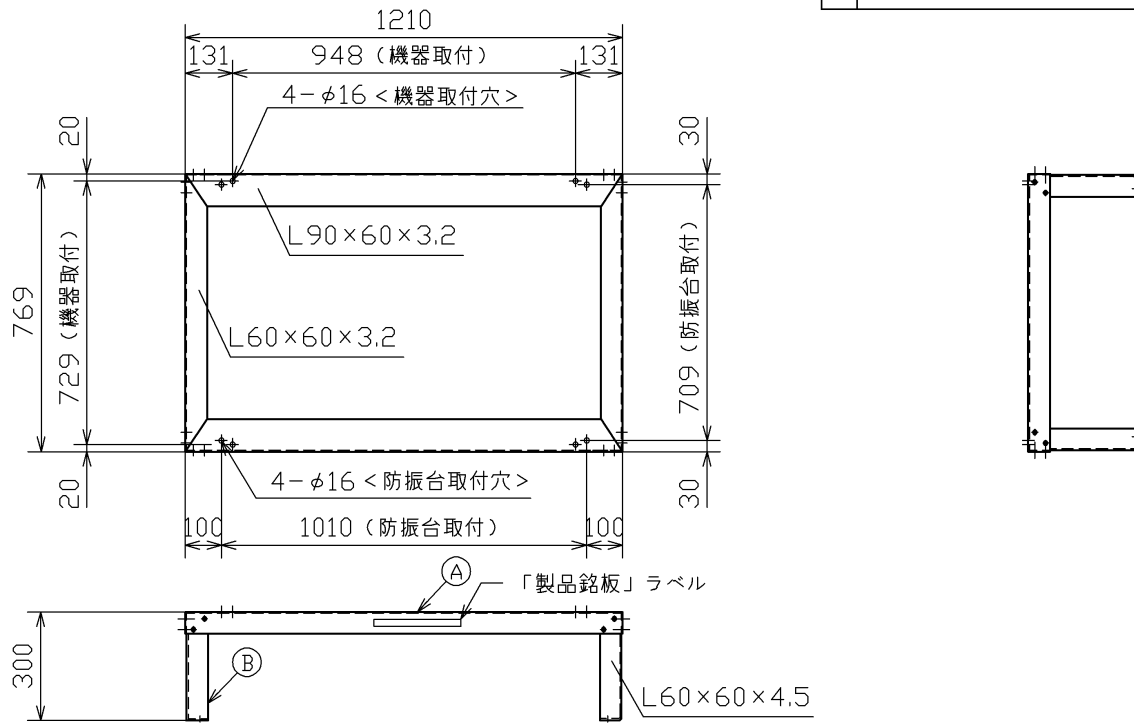 1210
131 948（機器取付） 131
4-φ16＜機器取付穴＞
20
30
L90×60×3.2
769
729（機器取付）
L60×60×3.2
709（防振台取付）
20
4-φ16＜防振台取付穴＞
30
100 1010（防振台取付） 100
A
「製品銘板」ラベル
300
B
L60×60×4.5